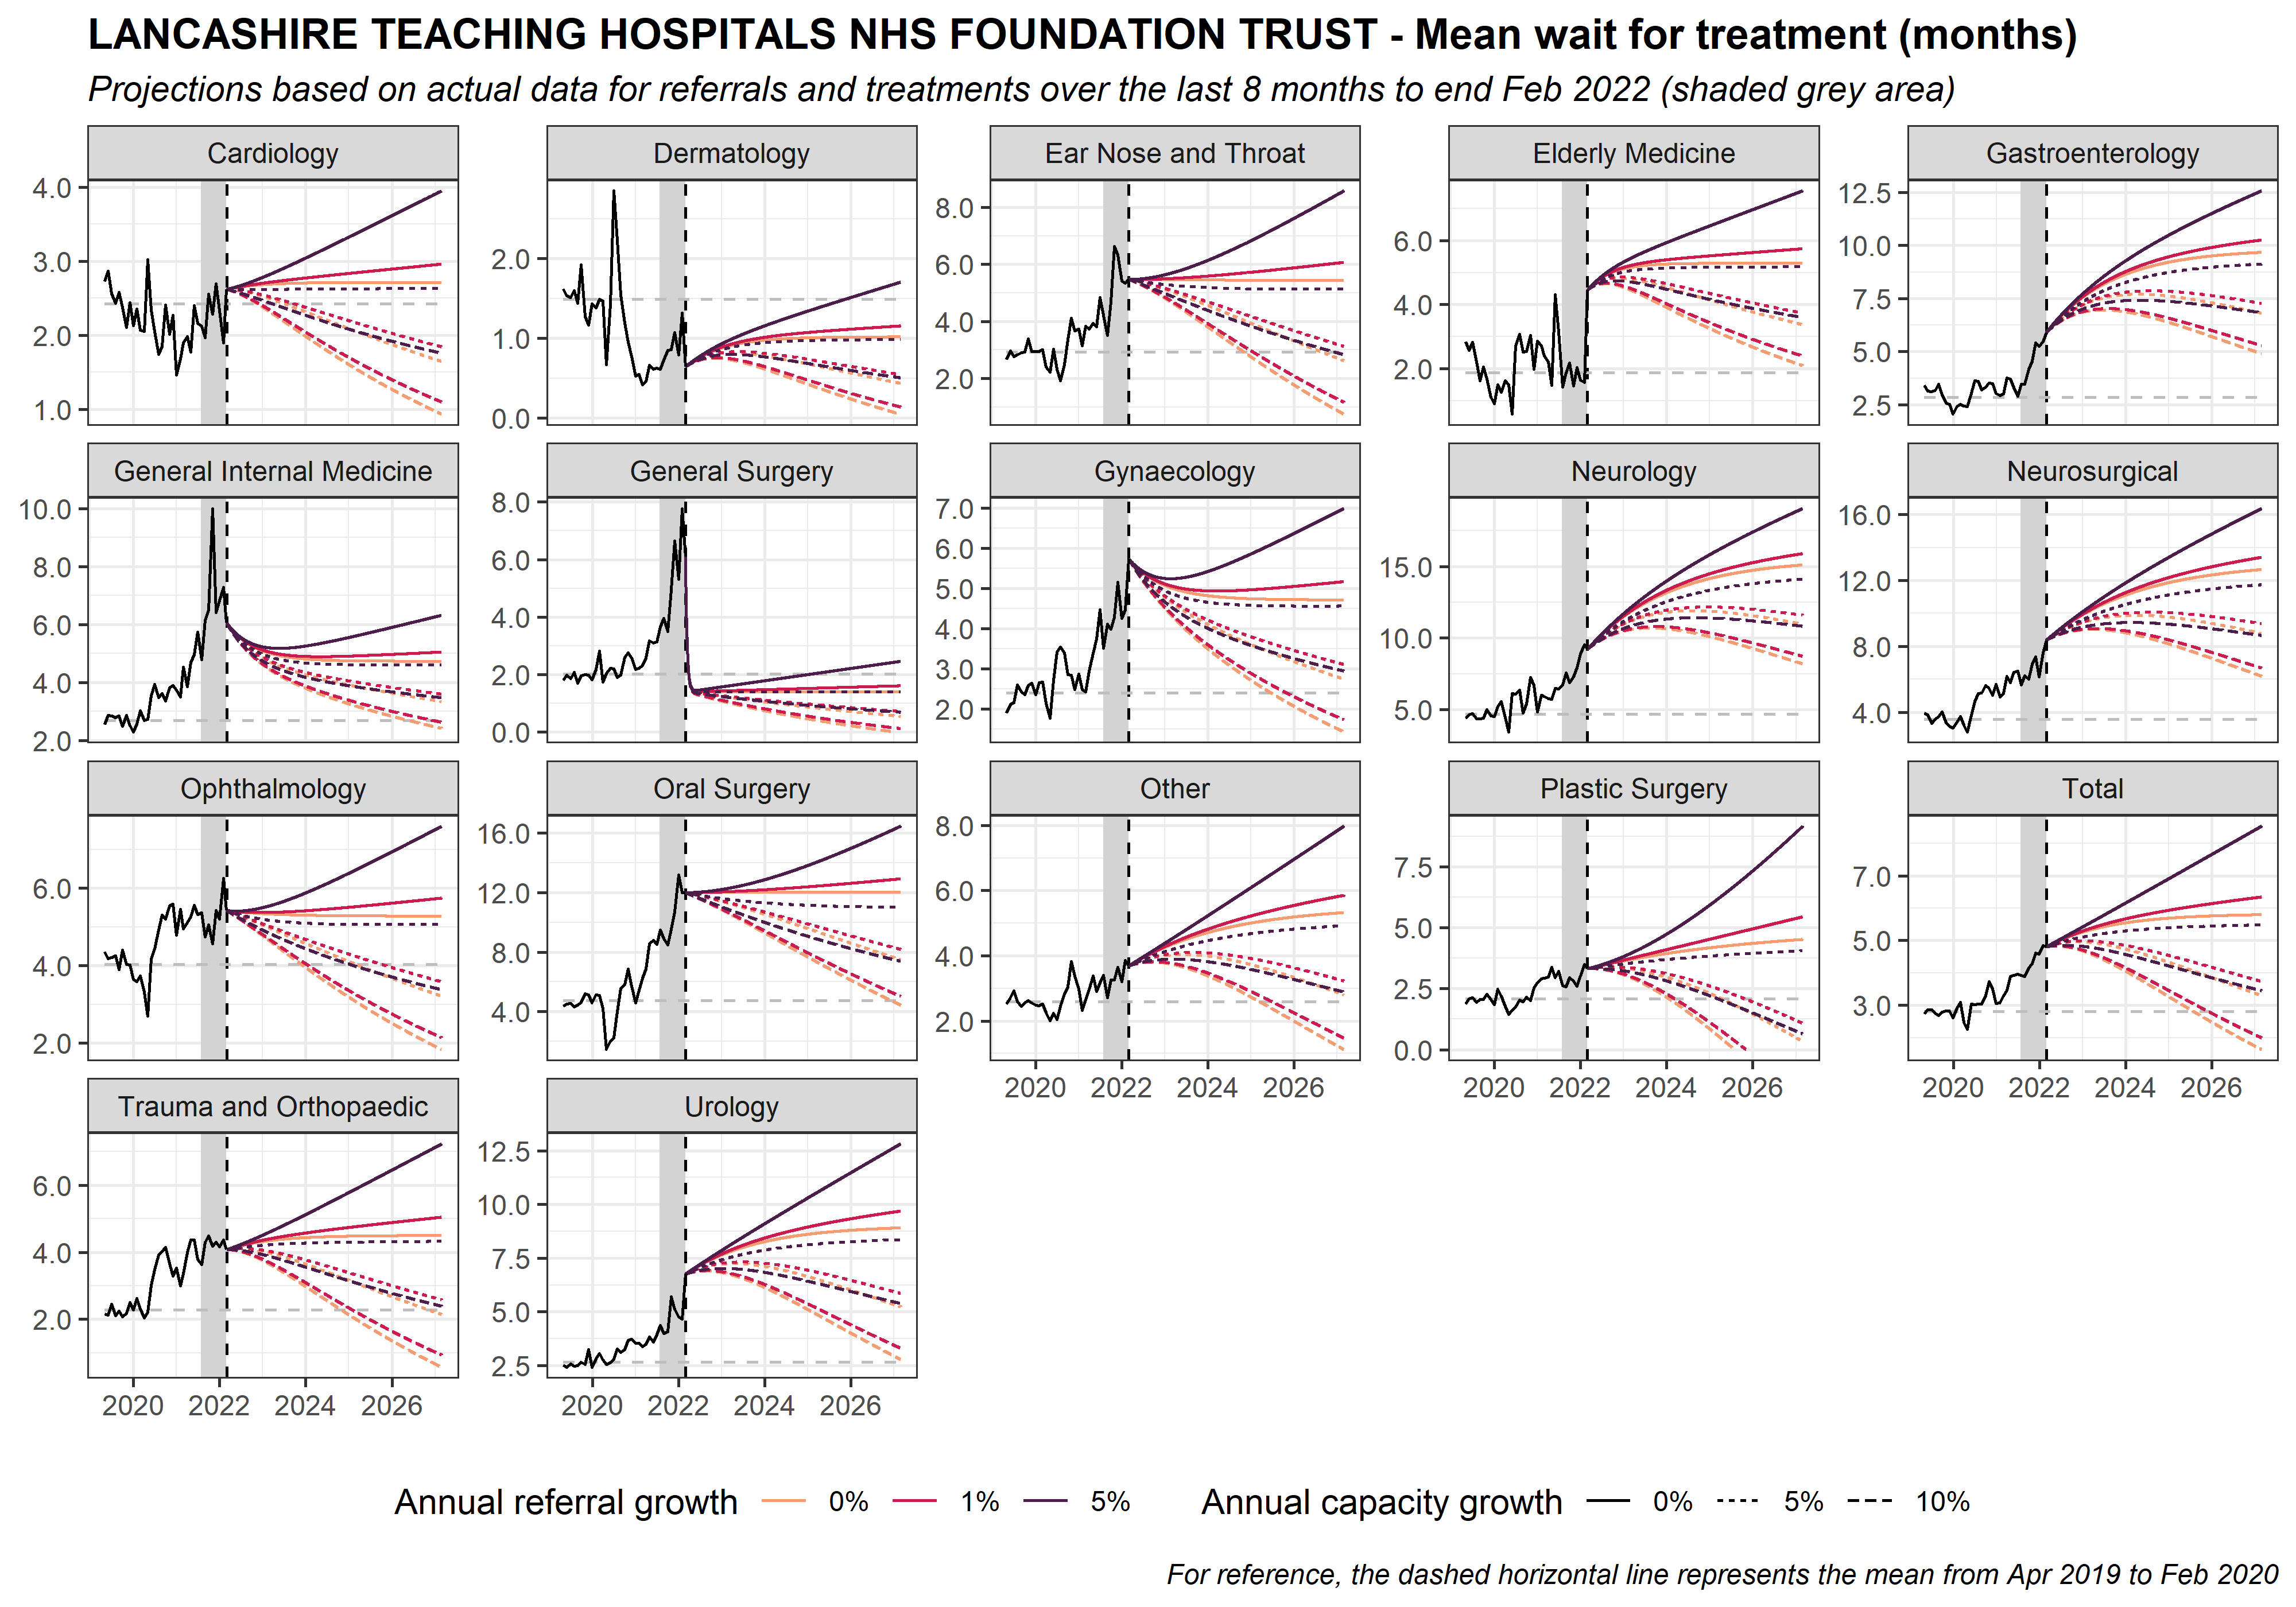 LANCASHIRE TEACHING HOSPITALS NHS FOUNDATION TRUST - Mean wait for treatment (months)
Projections based on actual data for referrals and treatments over the last 8 months to end Feb 2022 (shaded grey area)
Cardiology
4.0
3.0
2.0
1.0
Dermatology
2.0
1.0
0.0
Ear Nose and Throat
8.0
6.0
4.0
2.0
Elderly Medicine
6.0
4.0
2.0
Gastroenterology
12.5
10.0
7.5
5.0
2.5
General Internal Medicine
10.0
8.0
6.0
4.0
2.0
General Surgery
8.0
6.0
4.0
2.0
0.0
Gynaecology
7.0
6.0
5.0
4.0
3.0
2.0
Neurology
15.0
10.0
5.0
Neurosurgical
16.0
12.0
8.0
4.0
Ophthalmology
6.0
4.0
2.0
Oral Surgery
16.0
12.0
8.0
4.0
Other
8.0
6.0
4.0
2.0
2020 2022 2024 2026
Plastic Surgery
7.5
5.0
2.5
0.0
2020 2022 2024 2026
Total
7.0
5.0
3.0
2020 2022 2024 2026
Trauma and Orthopaedic
6.0
4.0
2.0
2020 2022 2024 2026
Urology
12.5
10.0
7.5
5.0
2.5
2020 2022 2024 2026
Annual referral growth 0% 1% 5% Annual capacity growth 0% 5% 10%
For reference, the dashed horizontal line represents the mean from Apr 2019 to Feb 2020